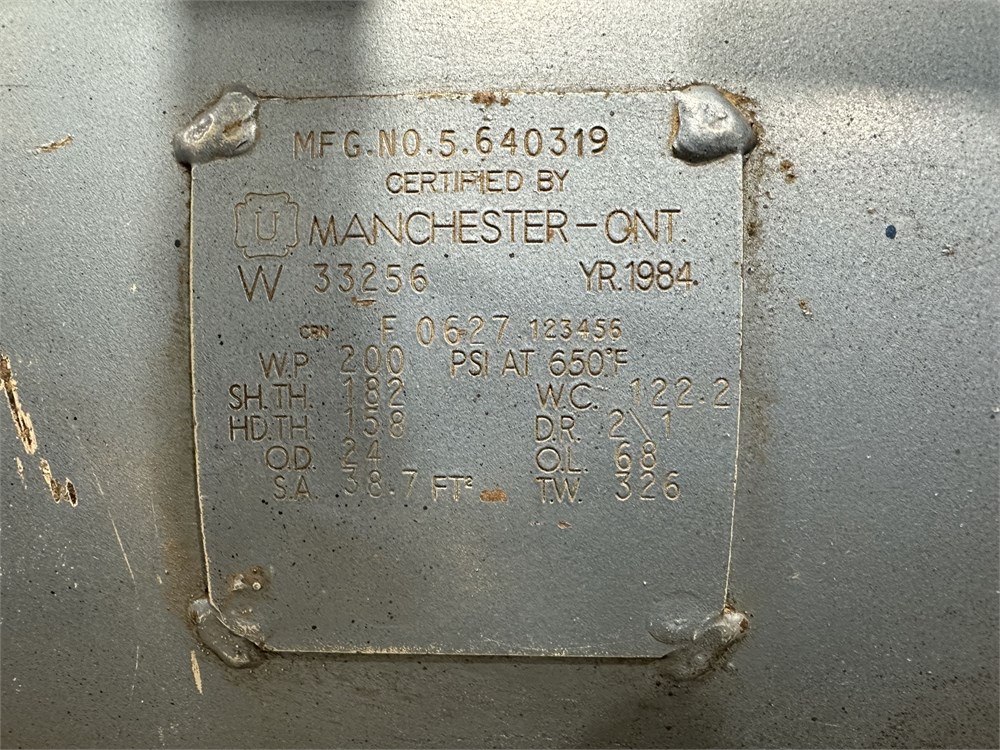 MFG.NO.5.640319
CERTIFIED BY
U MANCHESTER-ONT.
W 33256 YR.1984
CRN F 0627.123456
W.P. 200 PSI AT 650°F
SH.TH. 182 W.C. 122.2
HD.TH. 158 D.R. 2\1
O.D. 24 O.L. 68
S.A. 38.7 FT² T.W. 326